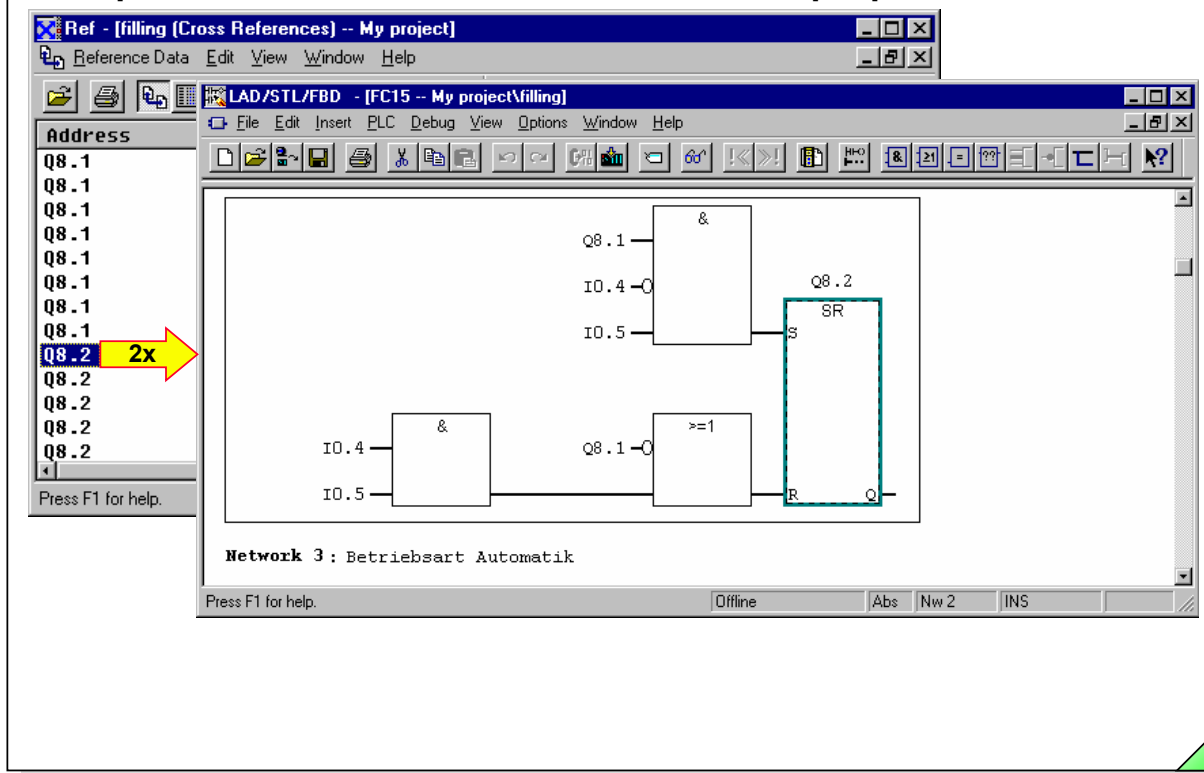 Ref - [filling (Cross References) -- My project]
Reference Data Edit View Window Help
Address
Q8.1
Q8.1
Q8.1
Q8.1
Q8.1
Q8.1
Q8.1
Q8.1
Q8.2
2x
Q8.2
Q8.2
Q8.2
Q8.2
Press F1 for help.
LAD/STL/FBD - [FC15 -- My project\filling]
File Edit Insert PLC Debug View Options Window Help
&
Q8.1
I0.4
I0.5
Q8.2
SR
S
&
I0.4
I0.5
>=1
Q8.1
R Q
Network 3 : Betriebsart Automatik
Press F1 for help. Offline Abs Nw 2 INS